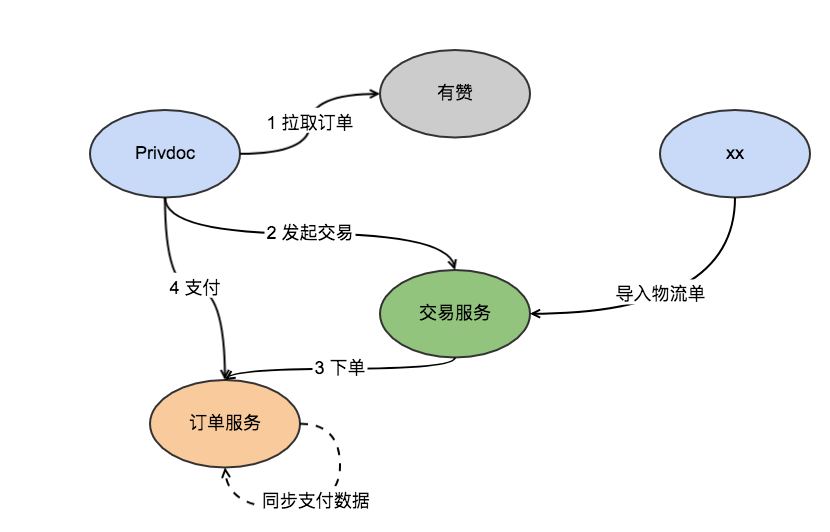 有赞
1 拉取订单
Privdoc
xx
2 发起交易
4 支付
导入物流单
交易服务
3 下单
订单服务
同步支付数据